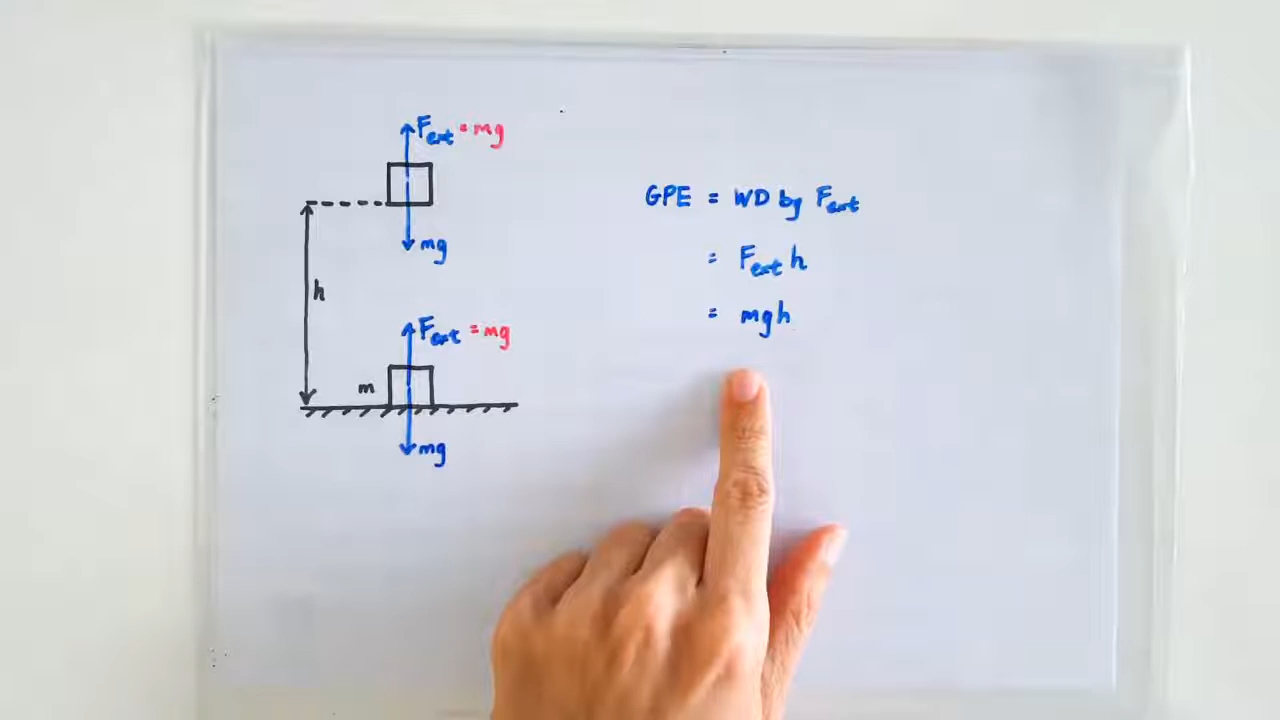 F_ext = mg
mg
h
F_ext = mg
m
mg
GPE = WD by F_ext
= F_ext h
= mgh